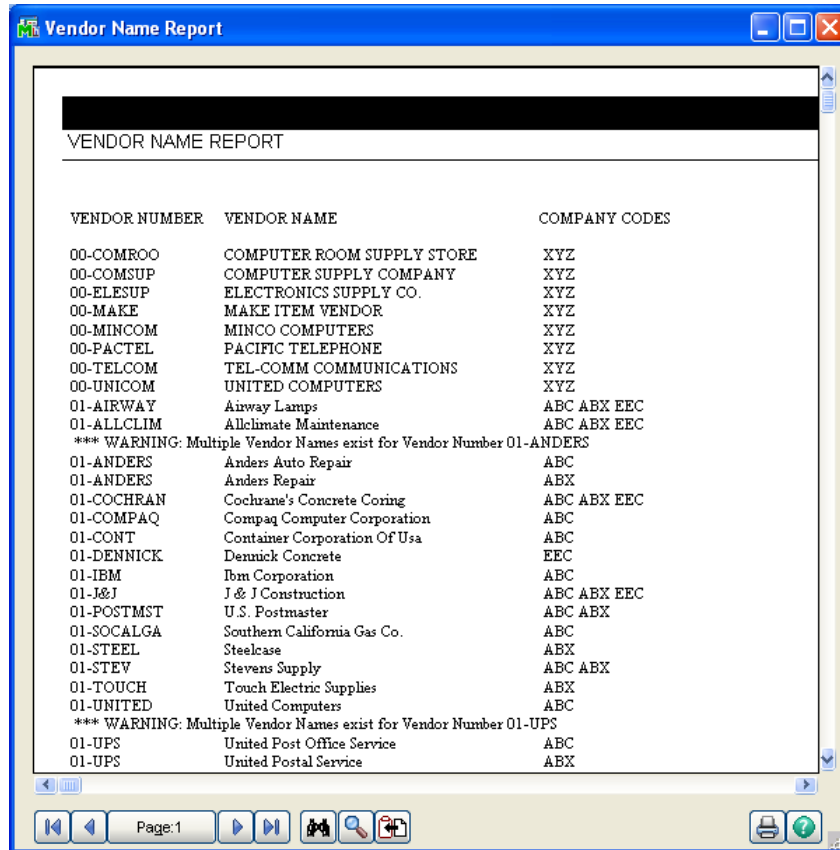 Vendor Name Report
VENDOR NAME REPORT
VENDOR NUMBER VENDOR NAME COMPANY CODES
00-COMROO COMPUTER ROOM SUPPLY STORE XYZ
00-COMSUP COMPUTER SUPPLY COMPANY XYZ
00-ELESUP ELECTRONICS SUPPLY CO. XYZ
00-MAKE MAKE ITEM VENDOR XYZ
00-MINCOM MINCO COMPUTERS XYZ
00-PACTEL PACIFIC TELEPHONE XYZ
00-TELCOM TEL-COMM COMMUNICATIONS XYZ
00-UNICOM UNITED COMPUTERS XYZ
01-AIRWAY Airway Lamps ABC ABX EEC
01-ALLCLIM Allclimate Maintenance ABC ABX EEC
*** WARNING: Multiple Vendor Names exist for Vendor Number 01-ANDERS
01-ANDERS Anders Auto Repair ABC
01-ANDERS Anders Repair ABX
01-COCHRAN Cochrane's Concrete Coring ABC ABX EEC
01-COMPAQ Compaq Computer Corporation ABC
01-CONT Container Corporation Of Usa ABC
01-DENNICK Dennick Concrete EEC
01-IBM Ibm Corporation ABC
01-J&J J & J Construction ABC ABX EEC
01-POSTMST U.S. Postmaster ABC ABX
01-SOCALGA Southern California Gas Co. ABC
01-STEEL Steelcase ABX
01-STEV Stevens Supply ABC ABX
01-TOUCH Touch Electric Supplies ABX
01-UNITED United Computers ABC
*** WARNING: Multiple Vendor Names exist for Vendor Number 01-UPS
01-UPS United Post Office Service ABC
01-UPS United Postal Service ABX
Page:1